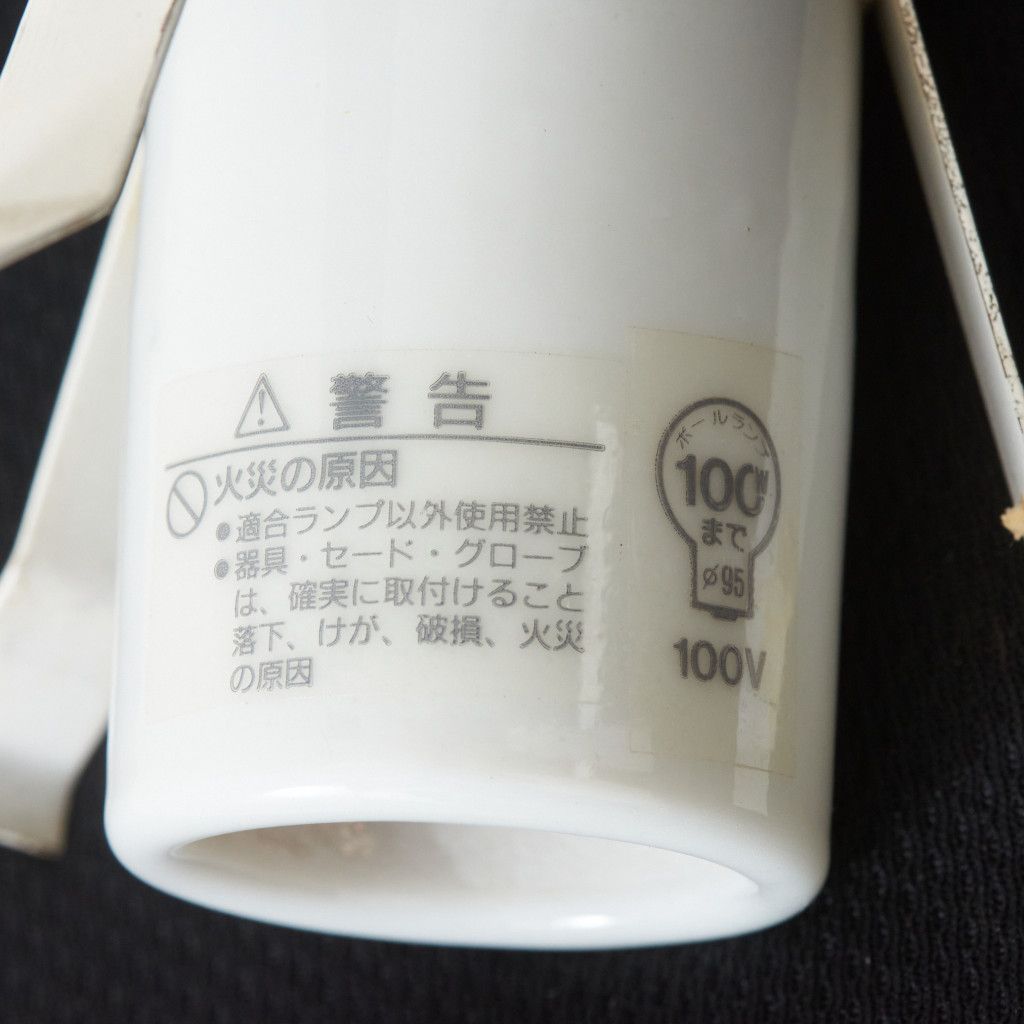 警告
火災の原因
●適合ランプ以外使用禁止
●器具・セード・グローブ
は、確実に取付けること
落下、けが、破損、火災
の原因
ボールランプ
100W
まで
φ95
100V